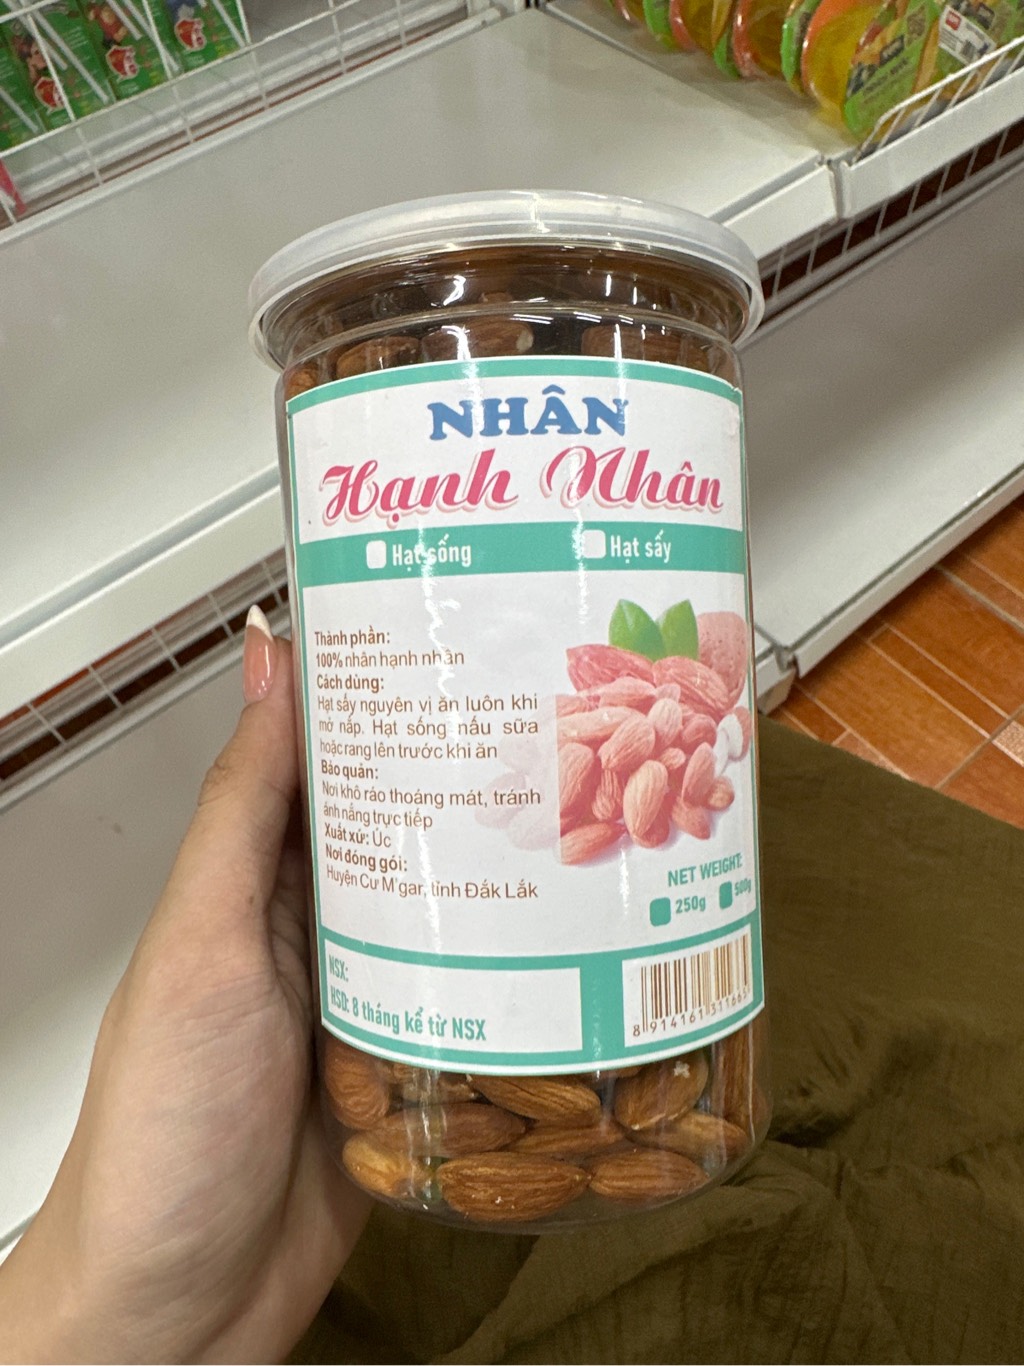 NHÂN
Hạnh Nhân
Hạt sống
Hạt sấy
Thành phần:
100% nhân hạnh nhân
Cách dùng:
Hạt sấy nguyên vị ăn luôn khi
mở nắp. Hạt sống nấu sữa
hoặc rang lên trước khi ăn
Bảo quản:
Nơi khô ráo thoáng mát, tránh
ánh nắng trực tiếp
Xuất xứ: Úc
Nơi đóng gói:
Huyện Cư M'gar, tỉnh Đắk Lắk
NET WEIGHT:
250g
500g
NSX:
HSD: 8 tháng kể từ NSX
8 914161 311665